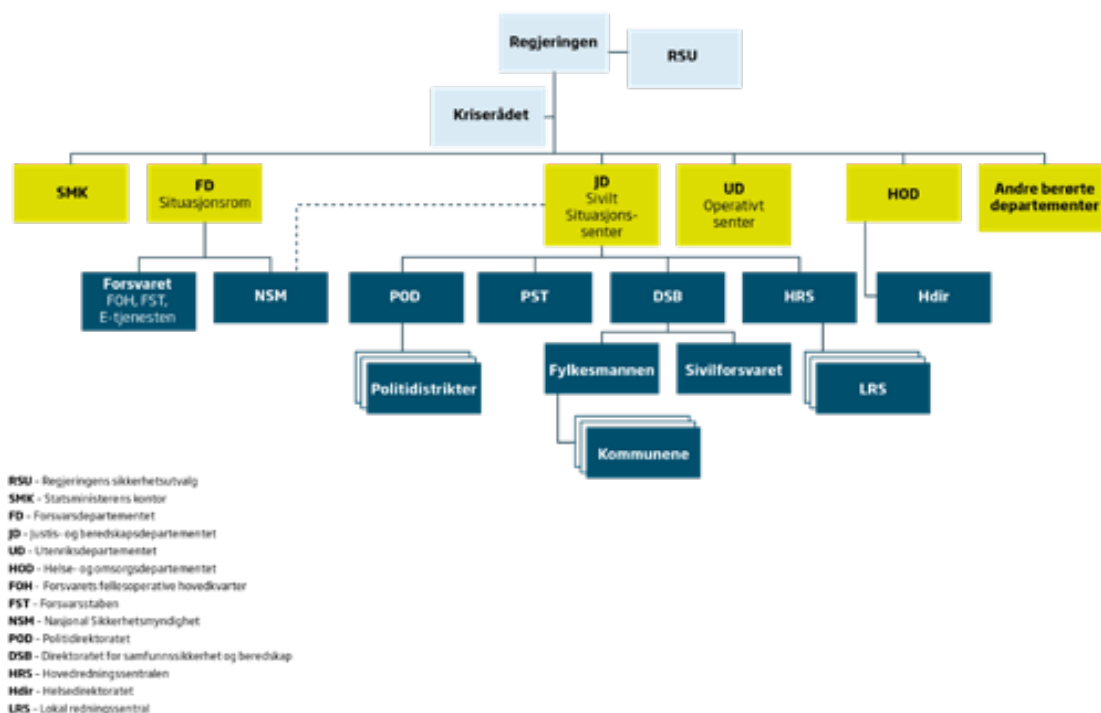 Regjeringen
RSU
Kriserådet
SMK
FD
Situasjonsrom
JD
Sivilt
Situasjons-
senter
UD
Operativt
senter
HOD
Andre berørte
departementer
Forsvaret
FOH, FST,
E-tjenesten
NSM
POD
PST
DSB
HRS
Hdir
Politidistrikter
Fylkesmannen
Sivilforsvaret
LRS
Kommunene
RSU - Regjeringens sikkerhetsutvalg
SMK - Statsministerens kontor
FD - Forsvarsdepartementet
JD - Justis- og beredskapsdepartementet
UD - Utenriksdepartementet
HOD - Helse- og omsorgsdepartementet
FOH - Forsvarets fellesoperative hovedkvarter
FST - Forsvarsstaben
NSM - Nasjonal Sikkerhetsmyndighet
POD - Politidirektoratet
DSB - Direktoratet for samfunnssikkerhet og beredskap
HRS - Hovedredningssentralen
Hdir - Helsedirektoratet
LRS - Lokal redningssentral